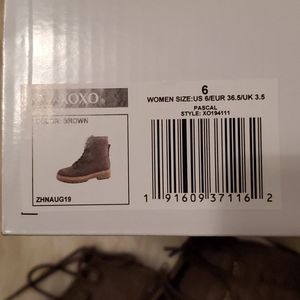 XOXO
COLOR: BROWN
ZHNAUG19
6
WOMEN SIZE:US 6/EUR 36.5/UK 3.5
PASCAL
STYLE: XO194111
1 91609 37116 2